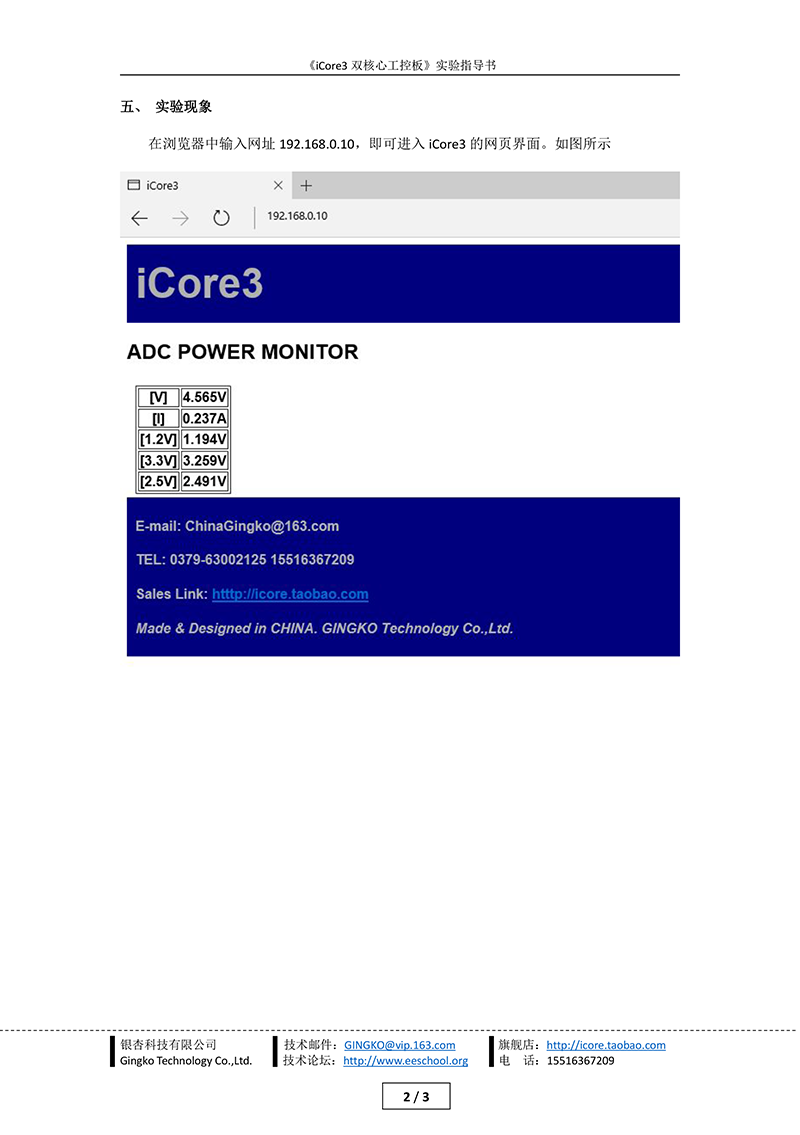 《iCore3 双核心工控板》实验指导书
五、 实验现象
在浏览器中输入网址 192.168.0.10，即可进入 iCore3 的网页界面。如图所示
iCore3
192.168.0.10
iCore3
ADC POWER MONITOR
[V] 4.565V
[I] 0.237A
[1.2V] 1.194V
[3.3V] 3.259V
[2.5V] 2.491V
E-mail: ChinaGingko@163.com
TEL: 0379-63002125 15516367209
Sales Link: htttp://icore.taobao.com
Made & Designed in CHINA. GINGKO Technology Co.,Ltd.
银杏科技有限公司 技术邮件：GINGKO@vip.163.com 旗舰店：http://icore.taobao.com
Gingko Technology Co.,Ltd. 技术论坛：http://www.eeschool.org 电 话：15516367209
2 / 3